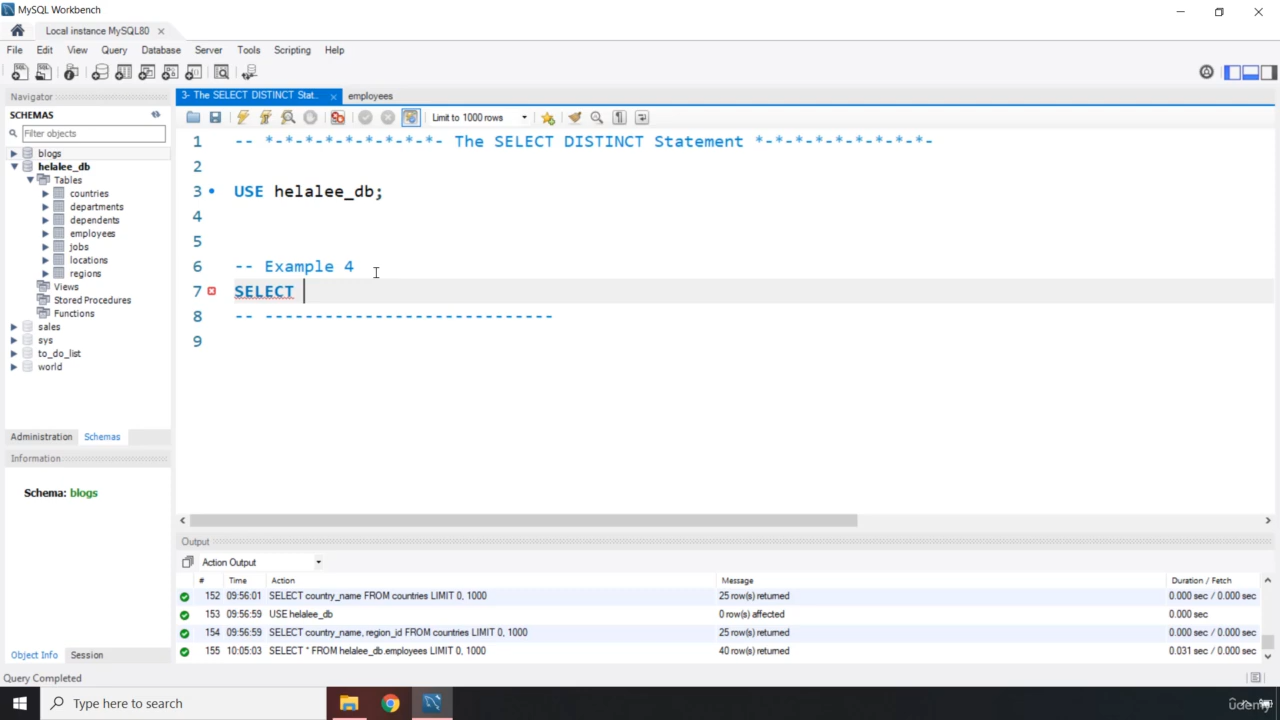 MySQL Workbench
Local instance MySQL80
File Edit View Query Database Server Tools Scripting Help
Navigator
SCHEMAS
Filter objects
blogs
helalee_db
Tables
countries
departments
dependents
employees
jobs
locations
regions
Views
Stored Procedures
Functions
sales
sys
to_do_list
world
Administration Schemas
Information
Schema: blogs
Object Info Session
3- The SELECT DISTINCT Stat.. employees
Limit to 1000 rows
1 -- *-*-*-*-*-*-*-*-*- The SELECT DISTINCT Statement *-*-*-*-*-*-*-*-*-
2
3 USE helalee_db;
4
5
6 -- Example 4
7 SELECT
8 -- -----------------------------
9
Output
Action Output
# Time Action Message Duration / Fetch
152 09:56:01 SELECT country_name FROM countries LIMIT 0, 1000 25 row(s) returned 0.000 sec / 0.000 sec
153 09:56:59 USE helalee_db 0 row(s) affected 0.000 sec
154 09:56:59 SELECT country_name, region_id FROM countries LIMIT 0, 1000 25 row(s) returned 0.000 sec / 0.000 sec
155 10:05:03 SELECT * FROM helalee_db.employees LIMIT 0, 1000 40 row(s) returned 0.031 sec / 0.000 sec
Query Completed
Type here to search
udemy